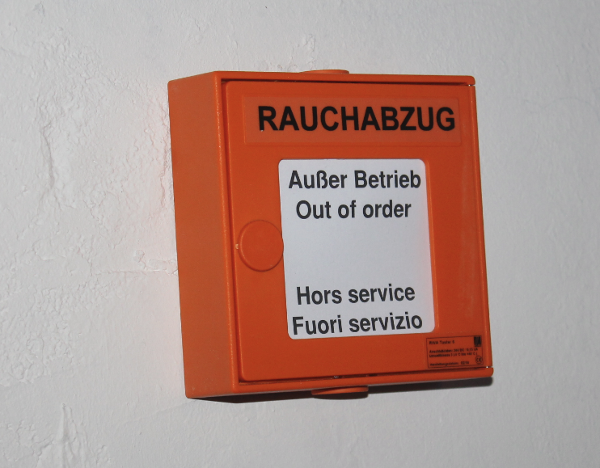 RAUCHABZUG
Außer Betrieb
Out of order
Hors service
Fuori servizio